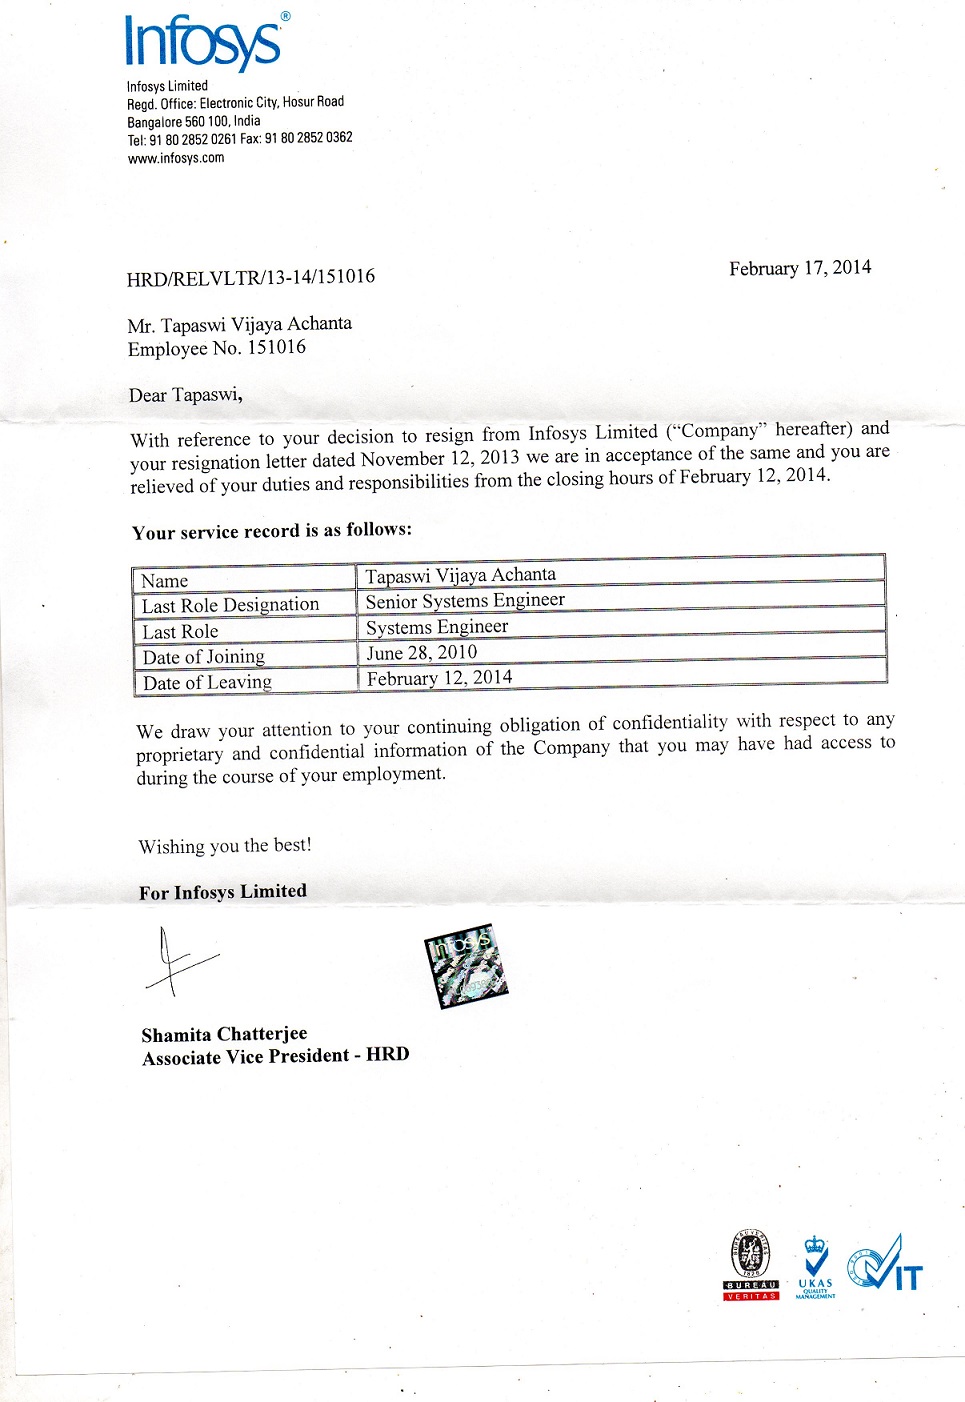 Infosys®
Infosys Limited
Regd. Office: Electronic City, Hosur Road
Bangalore 560 100, India
Tel: 91 80 2852 0261 Fax: 91 80 2852 0362
www.infosys.com
HRD/RELVLTR/13-14/151016
February 17, 2014
Mr. Tapaswi Vijaya Achanta
Employee No. 151016
Dear Tapaswi,
With reference to your decision to resign from Infosys Limited (“Company” hereafter) and
your resignation letter dated November 12, 2013 we are in acceptance of the same and you are
relieved of your duties and responsibilities from the closing hours of February 12, 2014.
Your service record is as follows:
Name Tapaswi Vijaya Achanta
Last Role Designation Senior Systems Engineer
Last Role Systems Engineer
Date of Joining June 28, 2010
Date of Leaving February 12, 2014
We draw your attention to your continuing obligation of confidentiality with respect to any
proprietary and confidential information of the Company that you may have had access to
during the course of your employment.
Wishing you the best!
For Infosys Limited
Infosys
Shamita Chatterjee
Associate Vice President - HRD
BUREAU VERITAS
1828
BUREAU
VERITAS
UKAS
QUALITY
MANAGEMENT
IT